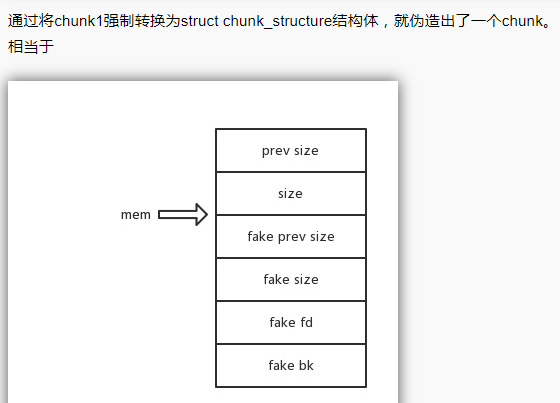 通过将chunk1强制转换为struct chunk_structure结构体，就伪造出了一个chunk。
相当于
prev size
size
mem
fake prev size
fake size
fake fd
fake bk